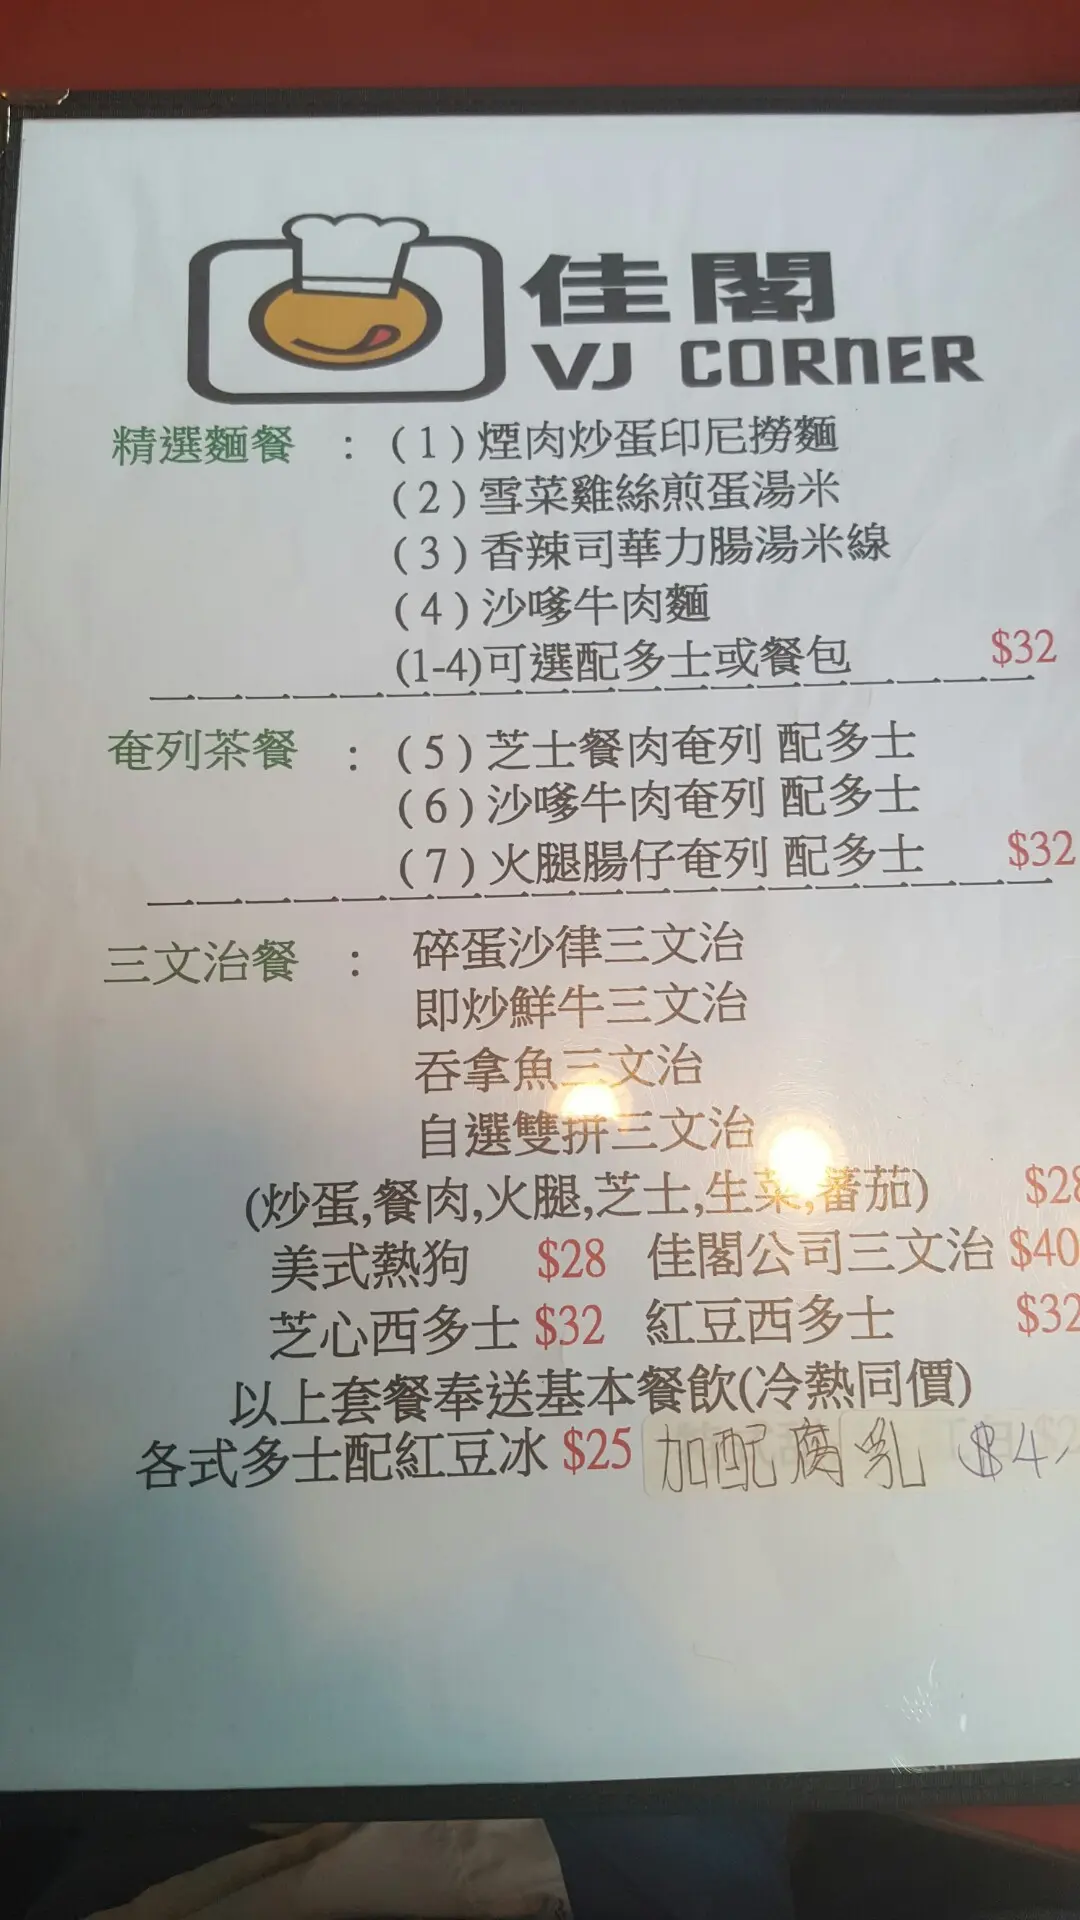 佳閣
VJ CORNER
精選麵餐 : (1)煙肉炒蛋印尼撈麵
(2)雪菜雞絲煎蛋湯米
(3)香辣司華力腸湯米線
(4)沙嗲牛肉麵
(1-4)可選配多士或餐包 $32
奄列茶餐 : (5)芝士餐肉奄列 配多士
(6)沙嗲牛肉奄列 配多士
(7)火腿腸仔奄列 配多士 $32
三文治餐 : 碎蛋沙律三文治
即炒鮮牛三文治
吞拿魚三文治
自選雙拼三文治
(炒蛋,餐肉,火腿,芝士,生菜,蕃茄) $28
美式熱狗 $28 佳閣公司三文治 $40
芝心西多士 $32 紅豆西多士 $32
以上套餐奉送基本餐飲(冷熱同價)
各式多士配紅豆冰 $25 加配腐乳 $4